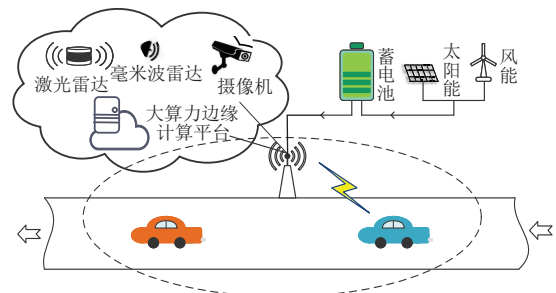 激光雷达
毫米波雷达
摄像机
大算力边缘
计算平台
蓄电池
太阳能
风能